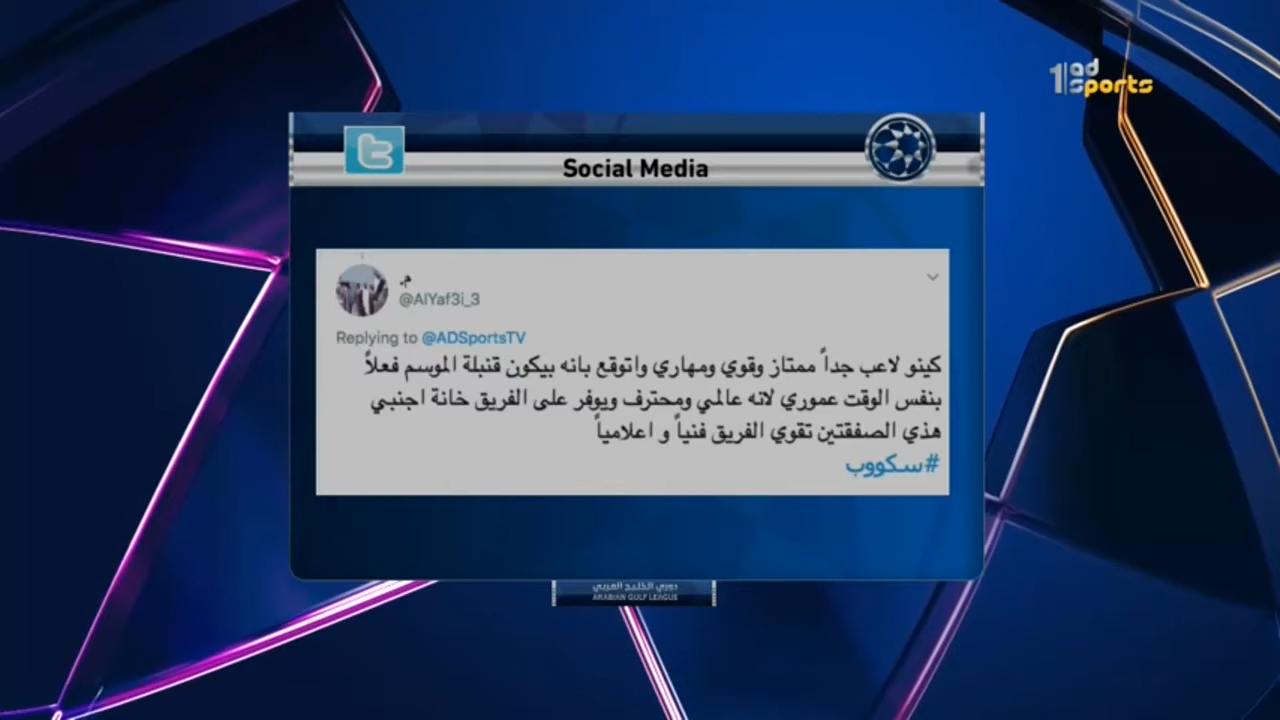 1 ad sports
Social Media
م.
@AlYaf3i_3
Replying to @ADSportsTV
كينو لاعب جداً ممتاز وقوي ومهاري واتوقع بانه بيكون قنبلة الموسم فعلاً
بنفس الوقت عموري لانه عالمي ومحترف ويوفر على الفريق خانة اجنبي
هذي الصفقتين تقوي الفريق فنياً و اعلامياً
#سكووب
دوري الخليج العربي
ARABIAN GULF LEAGUE